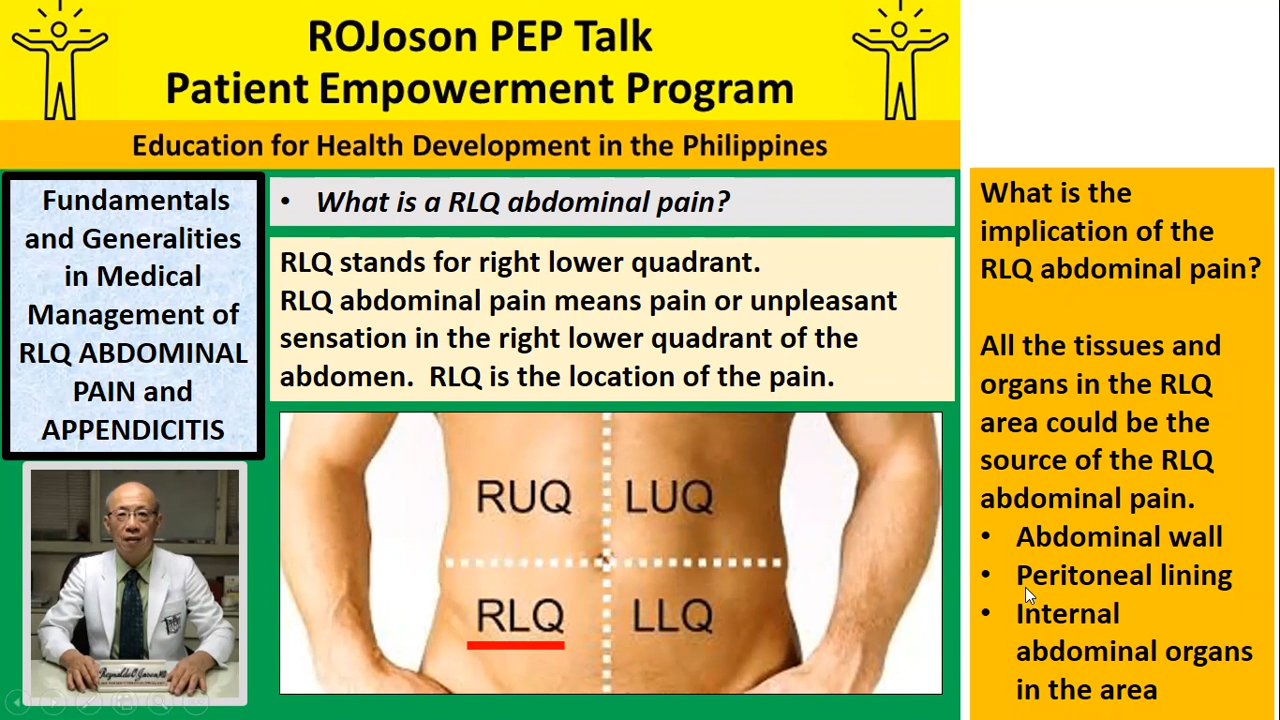 ROJoson PEP Talk
Patient Empowerment Program
Education for Health Development in the Philippines
Fundamentals
and Generalities
in Medical
Management of
RLQ ABDOMINAL
PAIN and
APPENDICITIS
• What is a RLQ abdominal pain?
RLQ stands for right lower quadrant.
RLQ abdominal pain means pain or unpleasant
sensation in the right lower quadrant of the
abdomen. RLQ is the location of the pain.
RUQ LUQ
RLQ LLQ
What is the
implication of the
RLQ abdominal pain?
All the tissues and
organs in the RLQ
area could be the
source of the RLQ
abdominal pain.
• Abdominal wall
• Peritoneal lining
• Internal
abdominal organs
in the area